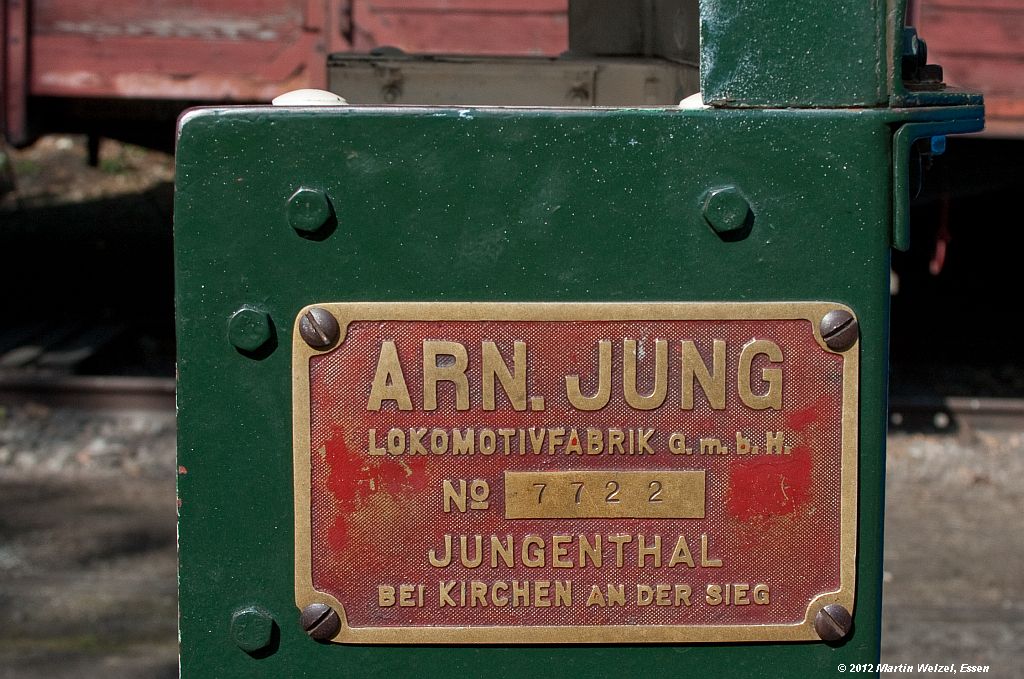 ARN. JUNG
LOKOMOTIVFABRIK G.m.b.H.
No 7722
JUNGENTHAL
BEI KIRCHEN AN DER SIEG
© 2012 Martin Welzel, Essen